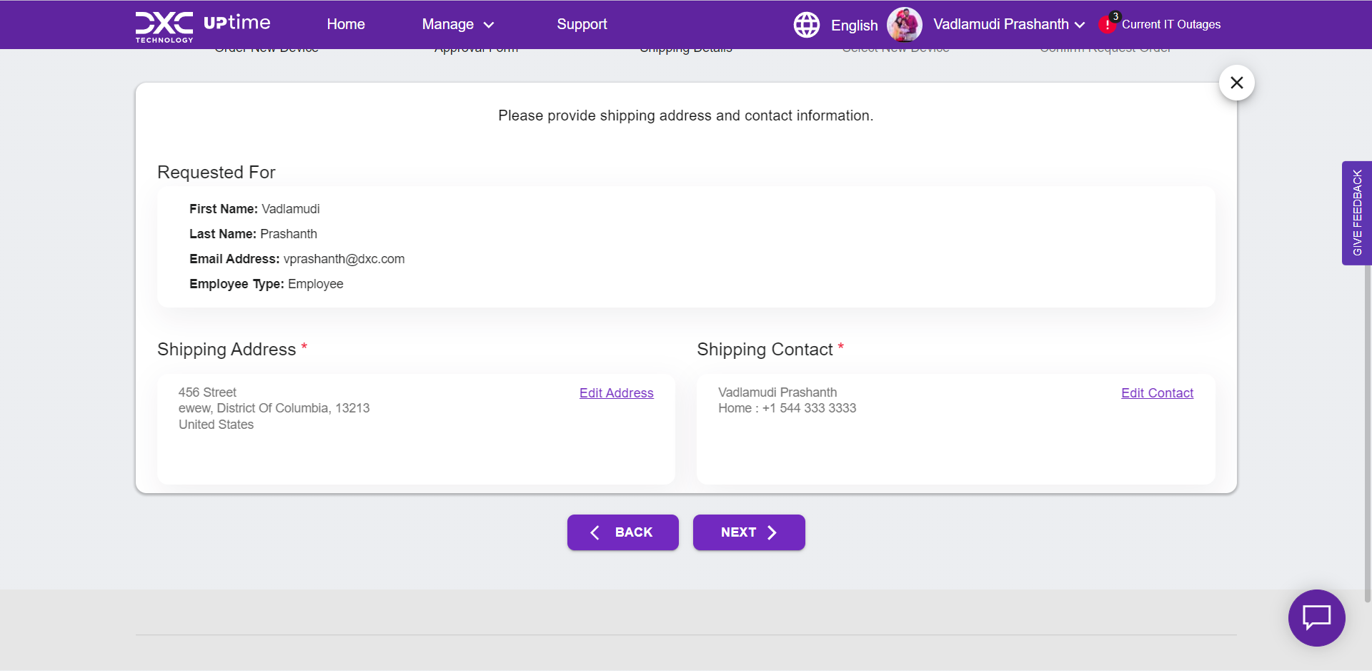 DXC TECHNOLOGY UPtime
Home
Manage
Support
English
Vadlamudi Prashanth
3
!
Current IT Outages
Order New Device
Approval Form
Shipping Details
Select New Device
Confirm Request Order
Please provide shipping address and contact information.
GIVE FEEDBACK
Requested For
First Name: Vadlamudi
Last Name: Prashanth
Email Address: vprashanth@dxc.com
Employee Type: Employee
Shipping Address *
456 Street
Edit Address
ewew, District Of Columbia, 13213
United States
Shipping Contact *
Vadlamudi Prashanth
Edit Contact
Home : +1 544 333 3333
BACK
NEXT